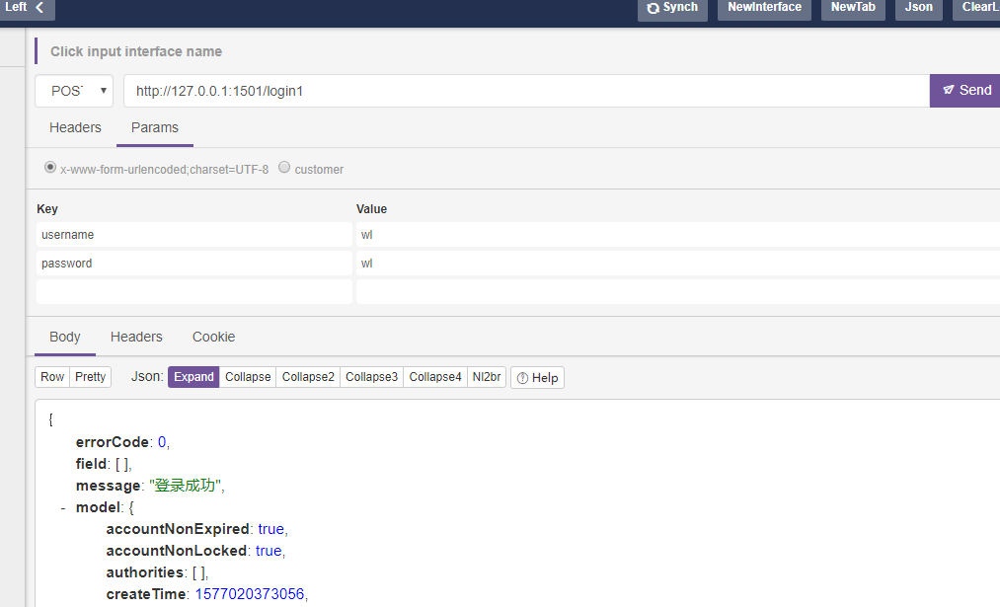 Left Synch NewInterface NewTab Json ClearL
Click input interface name
POST http://127.0.0.1:1501/login1 Send
Headers Params
x-www-form-urlencoded;charset=UTF-8 customer
Key Value
username wl
password wl
Body Headers Cookie
Row Pretty Json: Expand Collapse Collapse2 Collapse3 Collapse4 Nl2br Help
{
errorCode: 0,
field: [ ],
message: "登录成功",
- model: {
accountNonExpired: true,
accountNonLocked: true,
authorities: [ ],
createTime: 1577020373056,